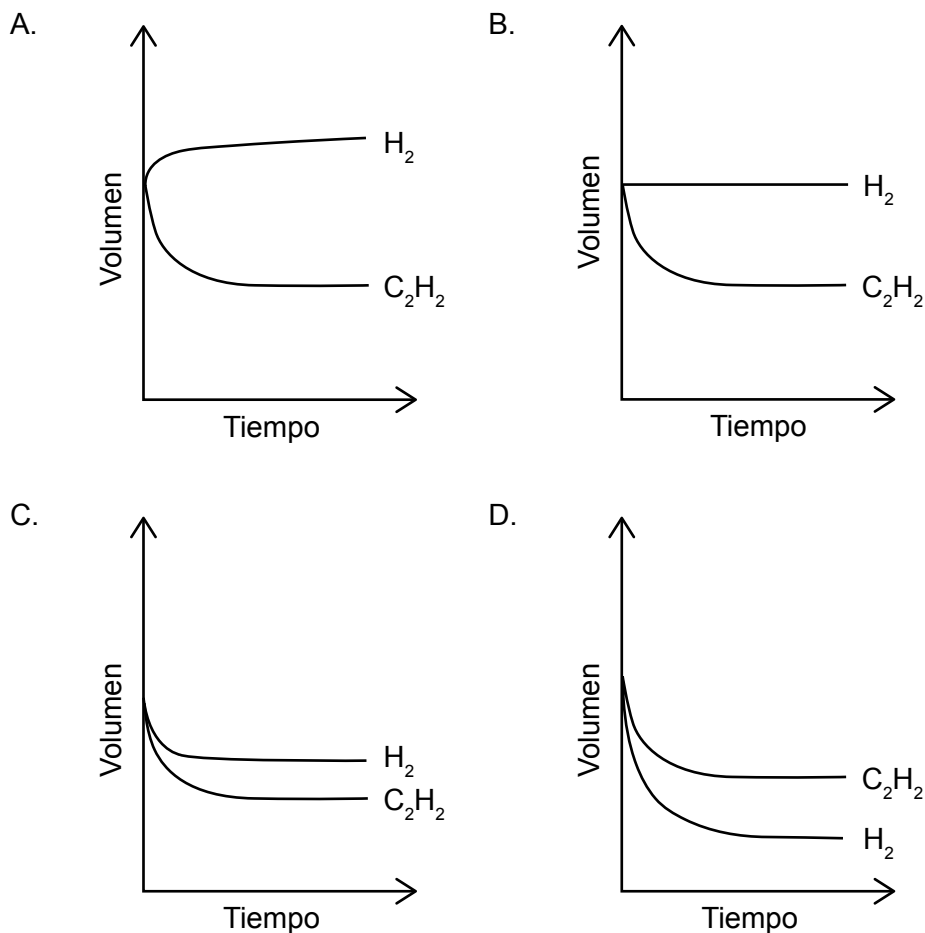 A.
Volumen
H₂
C₂H₂
Tiempo
B.
Volumen
H₂
C₂H₂
Tiempo
C.
Volumen
H₂
C₂H₂
Tiempo
D.
Volumen
C₂H₂
H₂
Tiempo